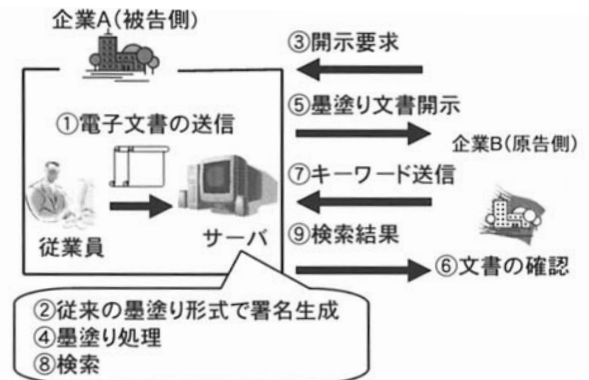 企業A(被告側)
③開示要求
①電子文書の送信
⑤墨塗り文書開示
企業B(原告側)
⑦キーワード送信
従業員
サーバ
⑨検索結果
⑥文書の確認
②従来の墨塗り形式で署名生成
④墨塗り処理
⑧検索